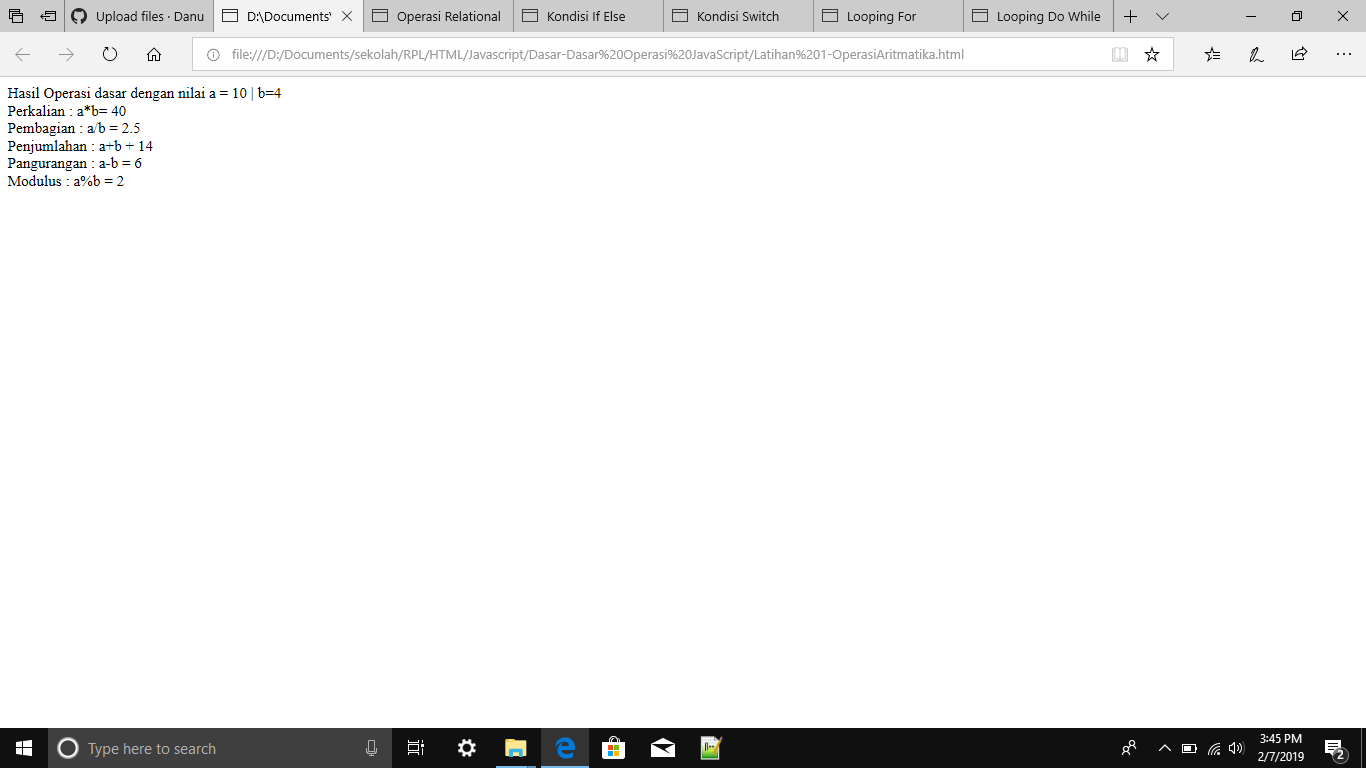 Upload files · Danu
D:\Documents\
Operasi Relational
Kondisi If Else
Kondisi Switch
Looping For
Looping Do While
file:///D:/Documents/sekolah/RPL/HTML/Javascript/Dasar-Dasar%20Operasi%20JavaScript/Latihan%201-OperasiAritmatika.html
Hasil Operasi dasar dengan nilai a = 10 | b=4
Perkalian : a*b= 40
Pembagian : a/b = 2.5
Penjumlahan : a+b + 14
Pangurangan : a-b = 6
Modulus : a%b = 2
Type here to search
3:45 PM
2/7/2019
2